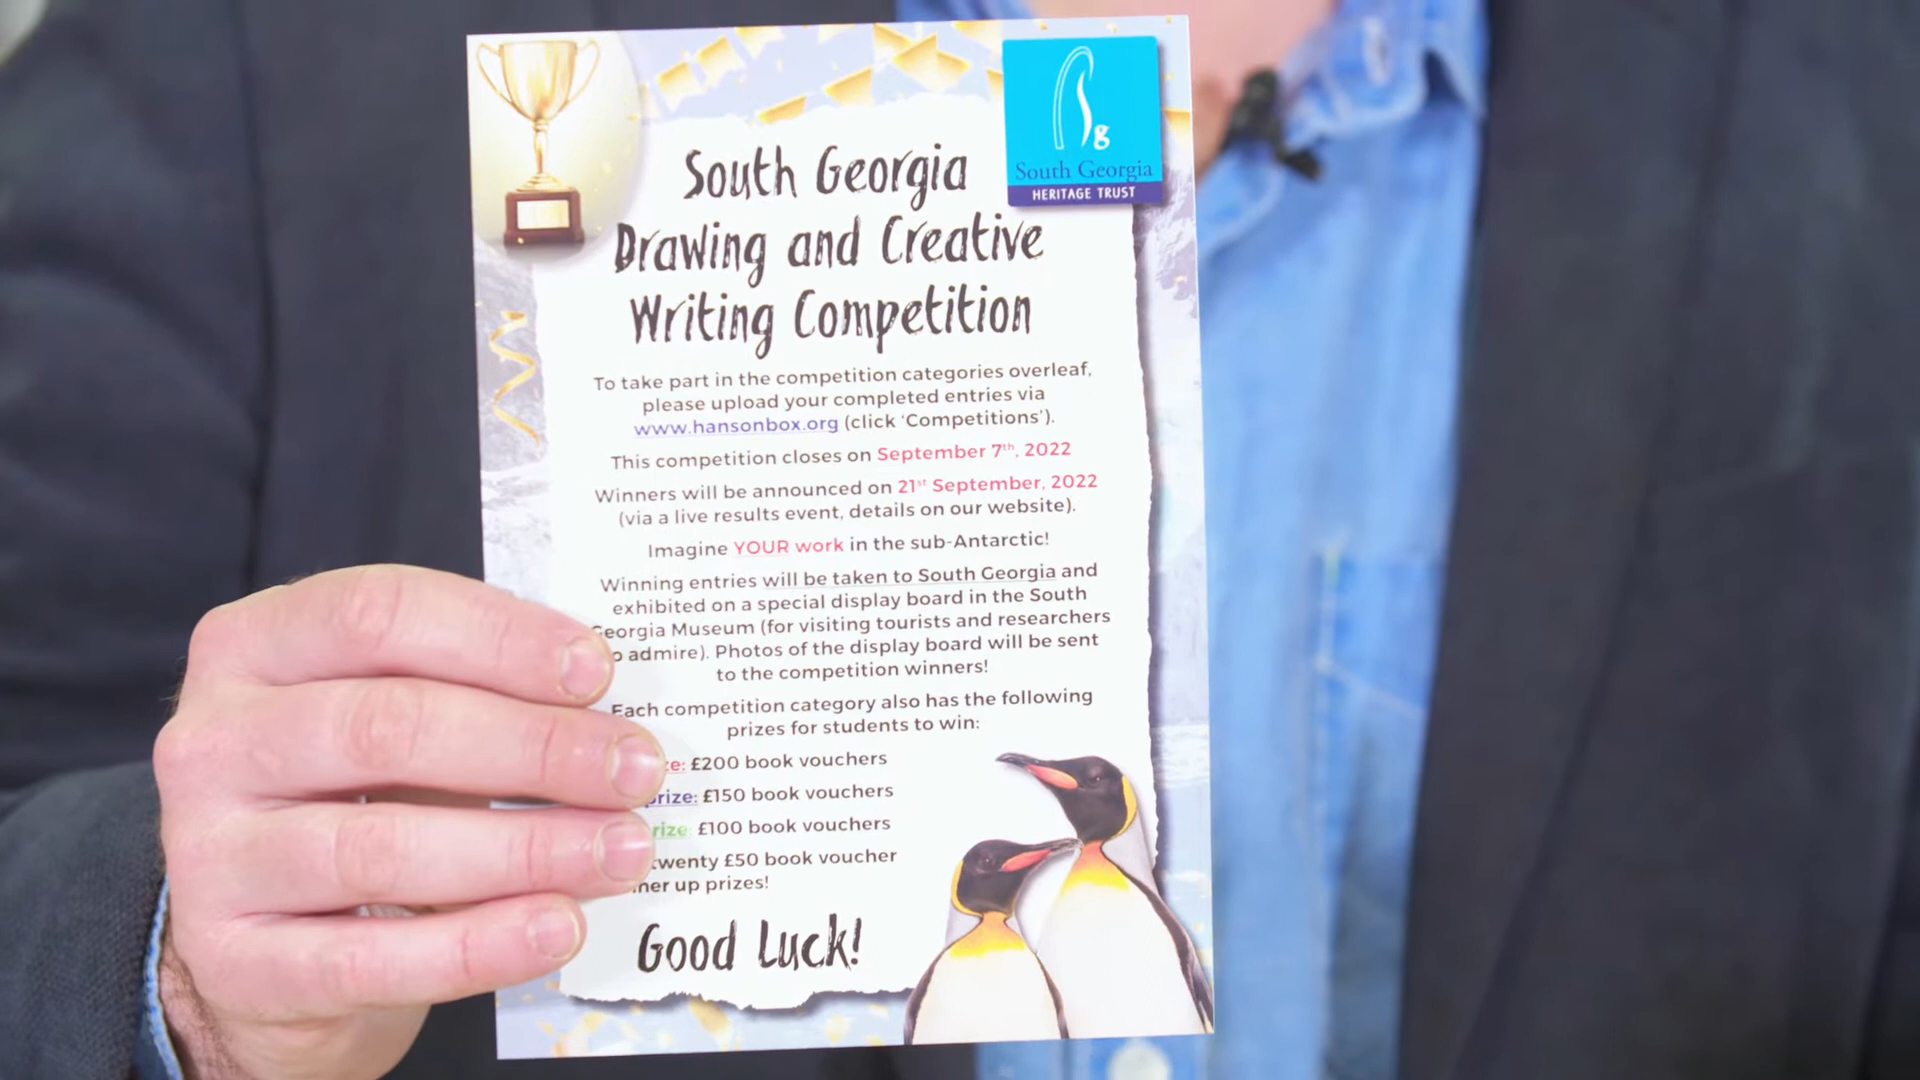 South Georgia
HERITAGE TRUST
South Georgia
Drawing and Creative
Writing Competition
To take part in the competition categories overleaf,
please upload your completed entries via
www.hansonbox.org (click ‘Competitions’).
This competition closes on September 7th, 2022
Winners will be announced on 21st September, 2022
(via a live results event, details on our website).
Imagine YOUR work in the sub-Antarctic!
Winning entries will be taken to South Georgia and
exhibited on a special display board in the South
Georgia Museum (for visiting tourists and researchers
admire). Photos of the display board will be sent
to the competition winners!
Each competition category also has the following
prizes for students to win:
£200 book vouchers
prize: £150 book vouchers
£100 book vouchers
twenty £50 book voucher
up prizes!
Good Luck!